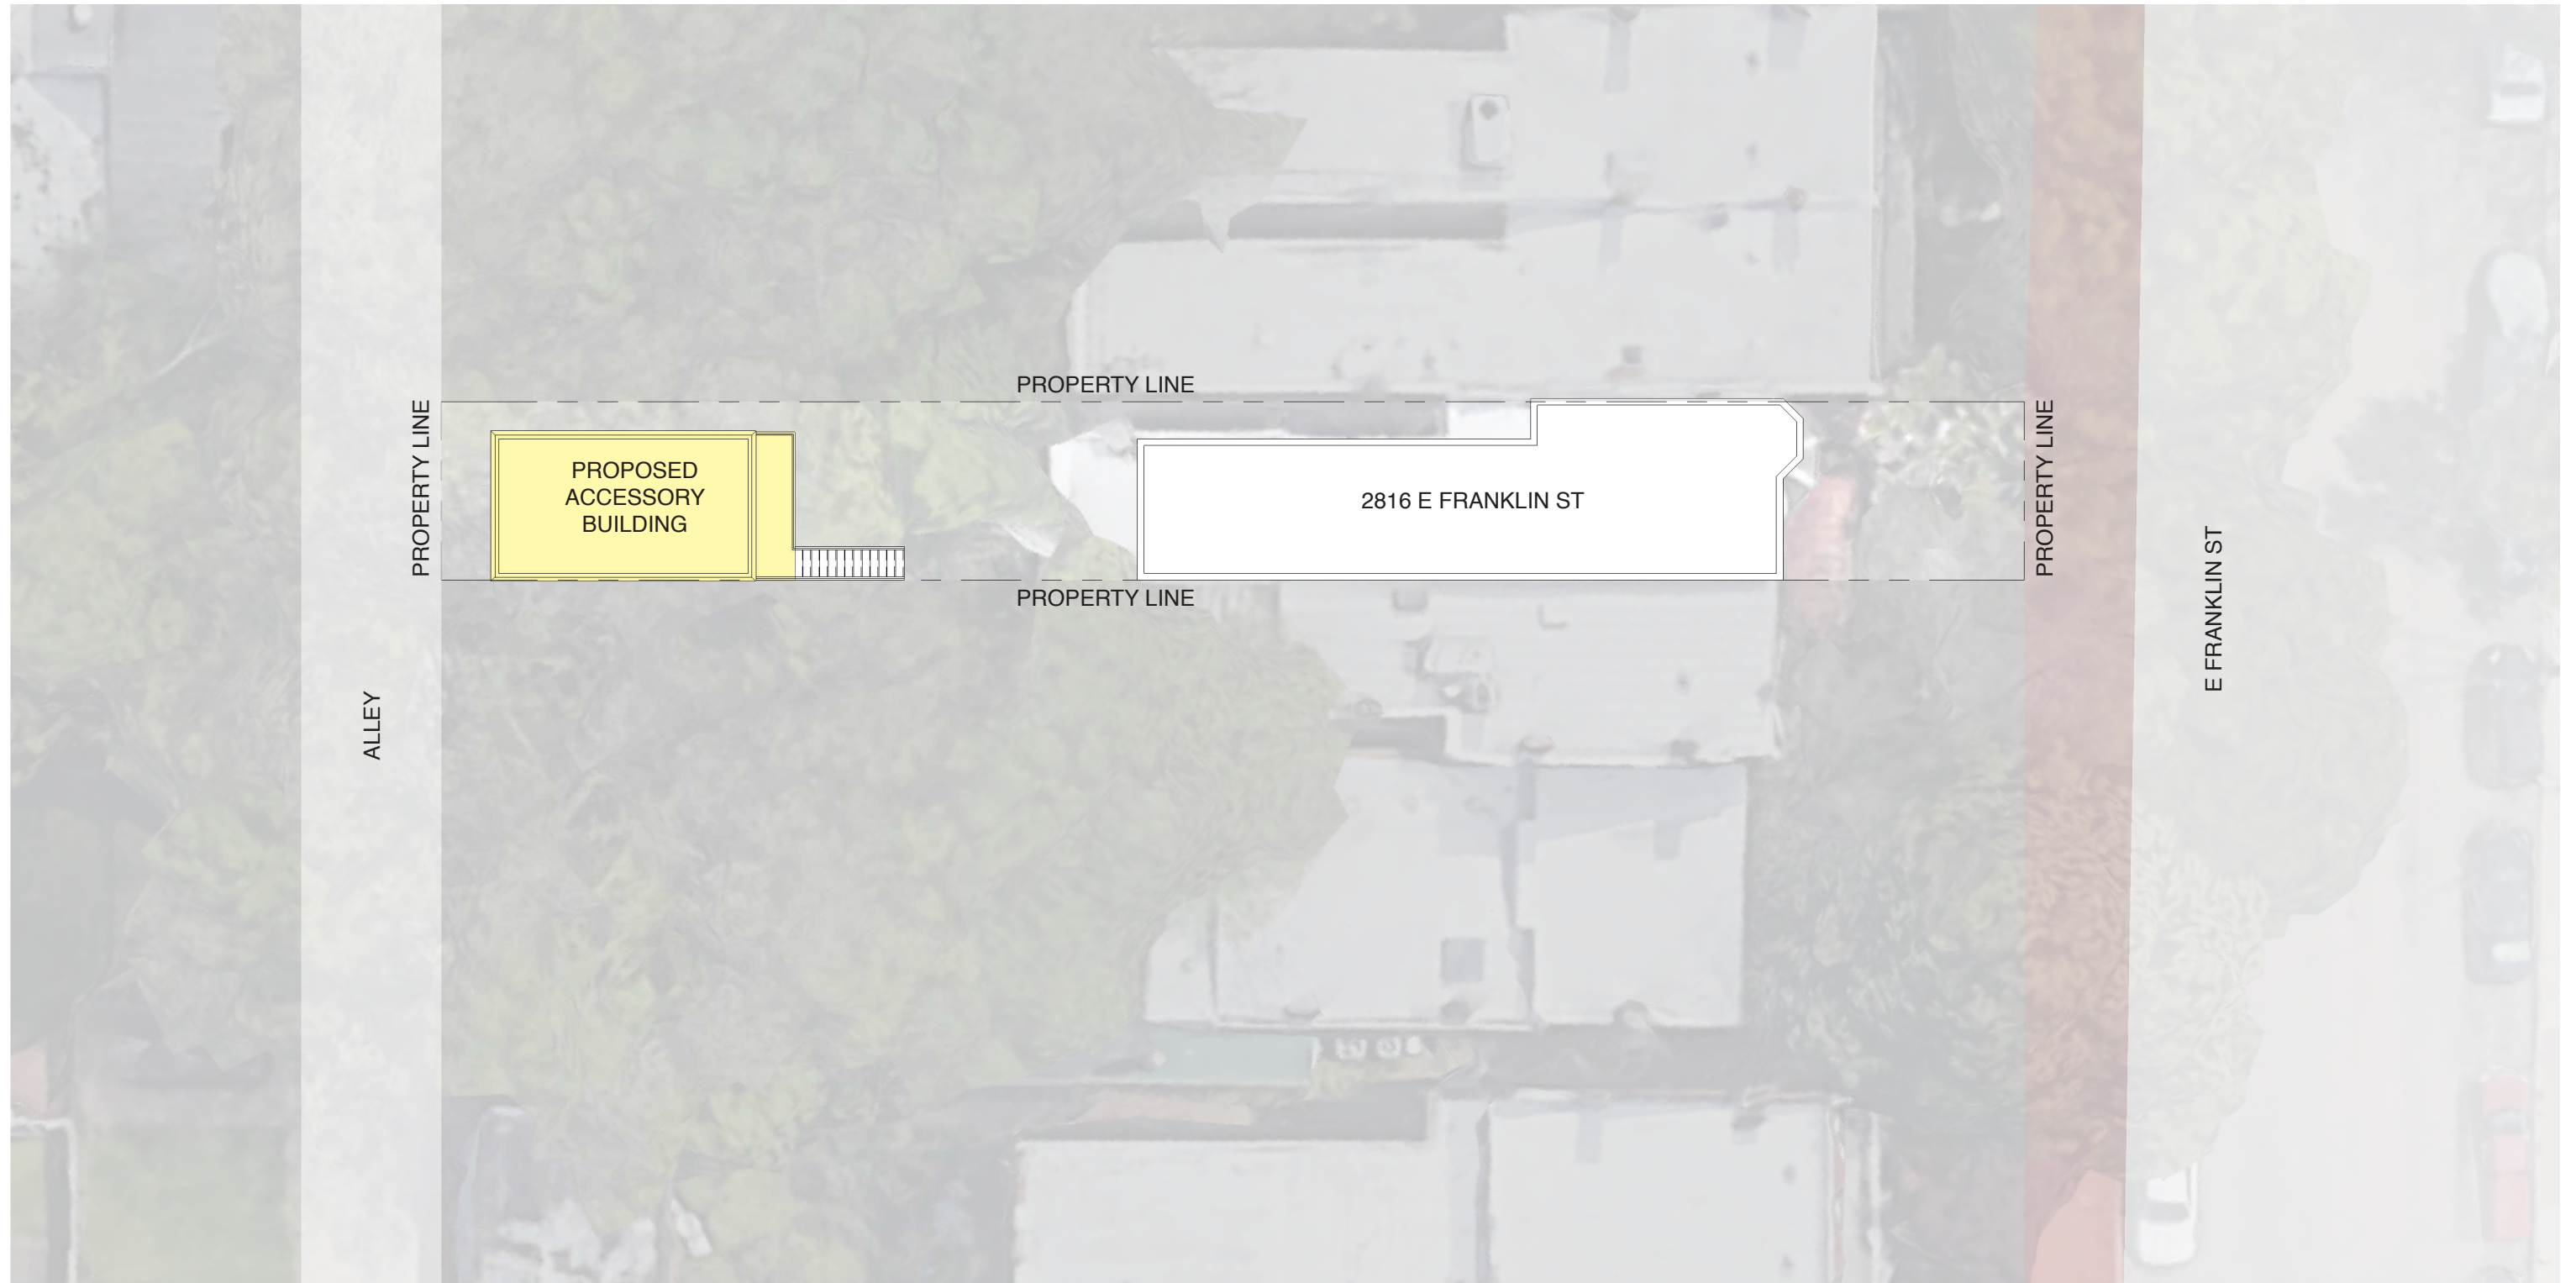 PROPERTY LINE
PROPERTY LINE
PROPERTY LINE
PROPOSED
ACCESSORY
BUILDING
2816 E FRANKLIN ST
PROPERTY LINE
E FRANKLIN ST
ALLEY